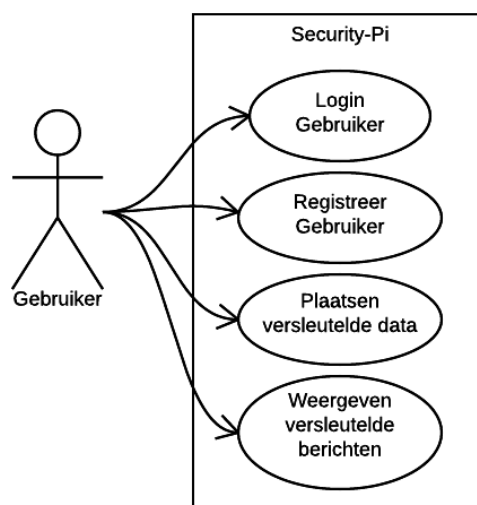 Security-Pi
Login
Gebruiker
Registreer
Gebruiker
Gebruiker
Plaatsen
versleutelde data
Weergeven
versleutelde
berichten